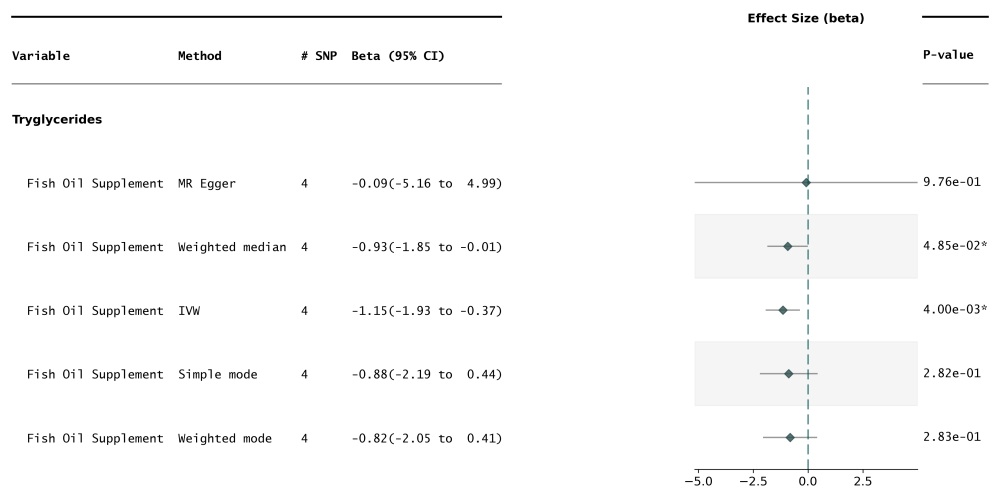 Effect Size (beta)
Variable Method # SNP Beta (95% CI) P-value
Tryglycerides
Fish Oil Supplement MR Egger 4 -0.09(-5.16 to 4.99) 9.76e-01
Fish Oil Supplement Weighted median 4 -0.93(-1.85 to -0.01) 4.85e-02*
Fish Oil Supplement IVW 4 -1.15(-1.93 to -0.37) 4.00e-03*
Fish Oil Supplement Simple mode 4 -0.88(-2.19 to 0.44) 2.82e-01
Fish Oil Supplement Weighted mode 4 -0.82(-2.05 to 0.41) 2.83e-01
−5.0 −2.5 0.0 2.5